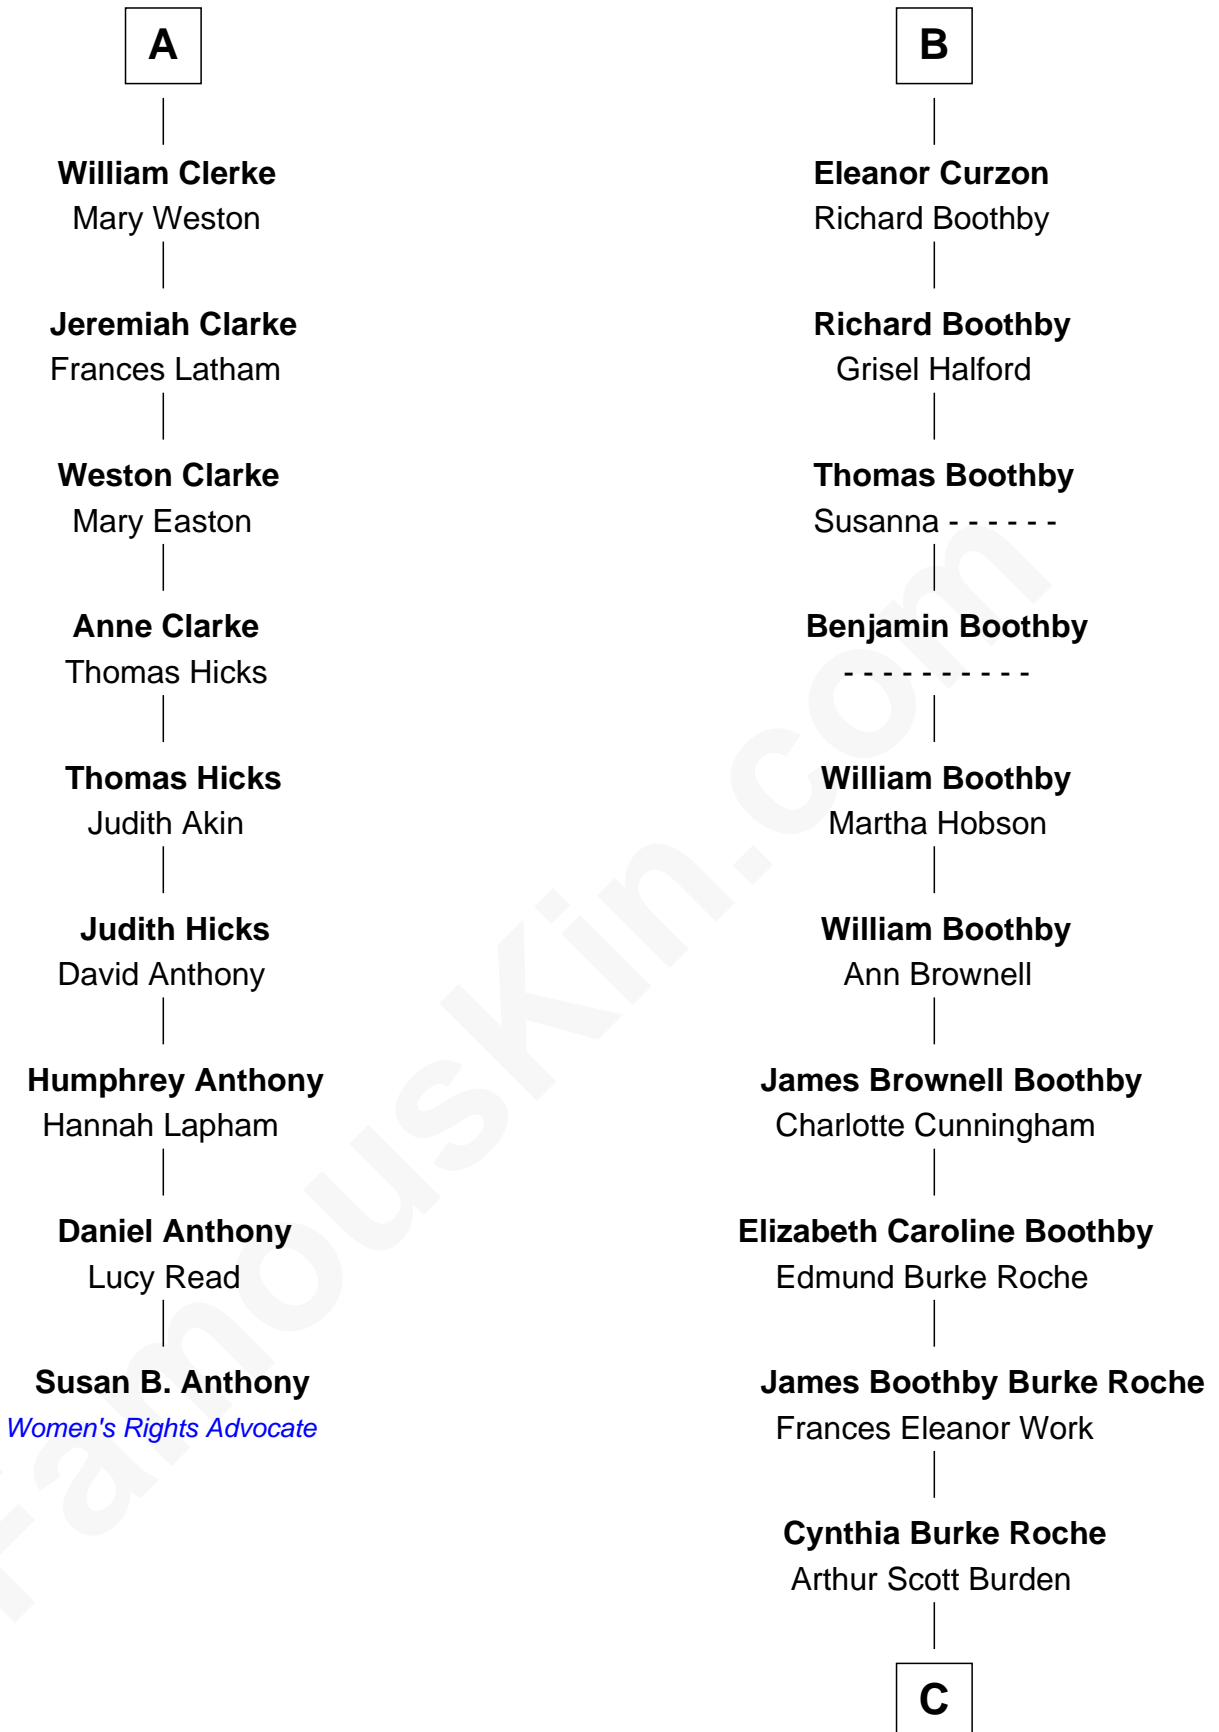 A
William Clerke
Mary Weston
Jeremiah Clarke
Frances Latham
Weston Clarke
Mary Easton
Anne Clarke
Thomas Hicks
Thomas Hicks
Judith Akin
Judith Hicks
David Anthony
Humphrey Anthony
Hannah Lapham
Daniel Anthony
Lucy Read
Susan B. Anthony
Women's Rights Advocate
B
Eleanor Curzon
Richard Boothby
Richard Boothby
Grisel Halford
Thomas Boothby
Susanna - - - - - -
Benjamin Boothby
- - - - - - - - - -
William Boothby
Martha Hobson
William Boothby
Ann Brownell
James Brownell Boothby
Charlotte Cunningham
Elizabeth Caroline Boothby
Edmund Burke Roche
James Boothby Burke Roche
Frances Eleanor Work
Cynthia Burke Roche
Arthur Scott Burden
C
FamousKin.com